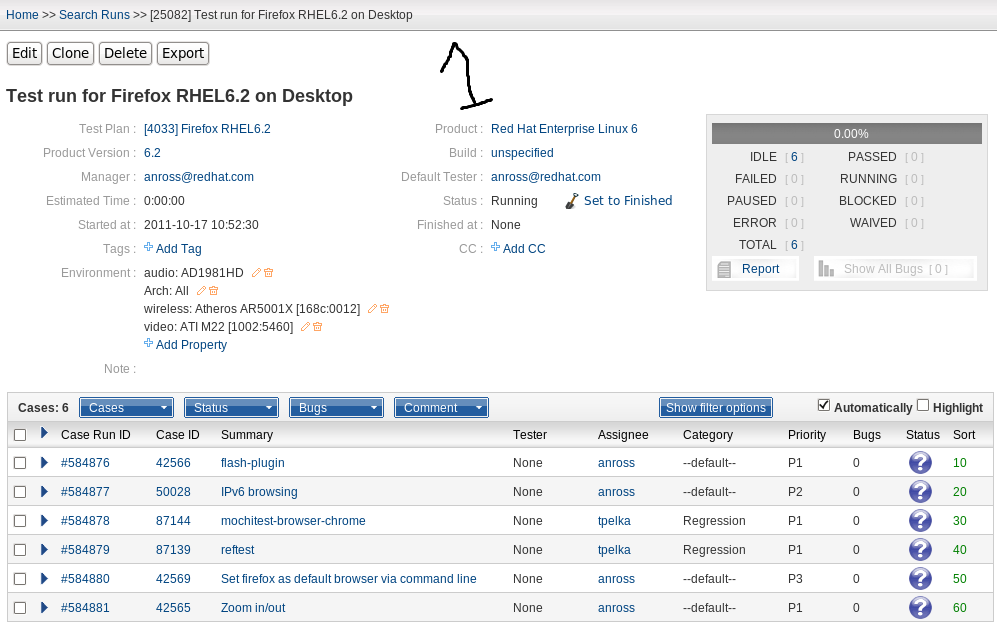 Home >> Search Runs >> [25082] Test run for Firefox RHEL6.2 on Desktop
Edit Clone Delete Export
1
Test run for Firefox RHEL6.2 on Desktop
Test Plan : [4033] Firefox RHEL6.2 Product : Red Hat Enterprise Linux 6
0.00%
Product Version : 6.2 Build : unspecified
IDLE [ 6 ] PASSED [ 0 ]
Manager : anross@redhat.com Default Tester : anross@redhat.com
FAILED [ 0 ] RUNNING [ 0 ]
Estimated Time : 0:00:00 Status : Running Set to Finished
PAUSED [ 0 ] BLOCKED [ 0 ]
Started at : 2011-10-17 10:52:30 Finished at : None
ERROR [ 0 ] WAIVED [ 0 ]
Tags : Add Tag CC : Add CC
TOTAL [ 6 ]
Report Show All Bugs [ 0 ]
Environment : audio: AD1981HD
Arch: All
wireless: Atheros AR5001X [168c:0012]
video: ATI M22 [1002:5460]
Add Property
Note :
Cases: 6 Cases Status Bugs Comment Show filter options Automatically Highlight
Case Run ID Case ID Summary Tester Assignee Category Priority Bugs Status Sort
#584876 42566 flash-plugin None anross --default-- P1 0 ? 10
#584877 50028 IPv6 browsing None anross --default-- P2 0 ? 20
#584878 87144 mochitest-browser-chrome None tpelka Regression P1 0 ? 30
#584879 87139 reftest None tpelka Regression P1 0 ? 40
#584880 42569 Set firefox as default browser via command line None anross --default-- P3 0 ? 50
#584881 42565 Zoom in/out None anross --default-- P1 0 ? 60